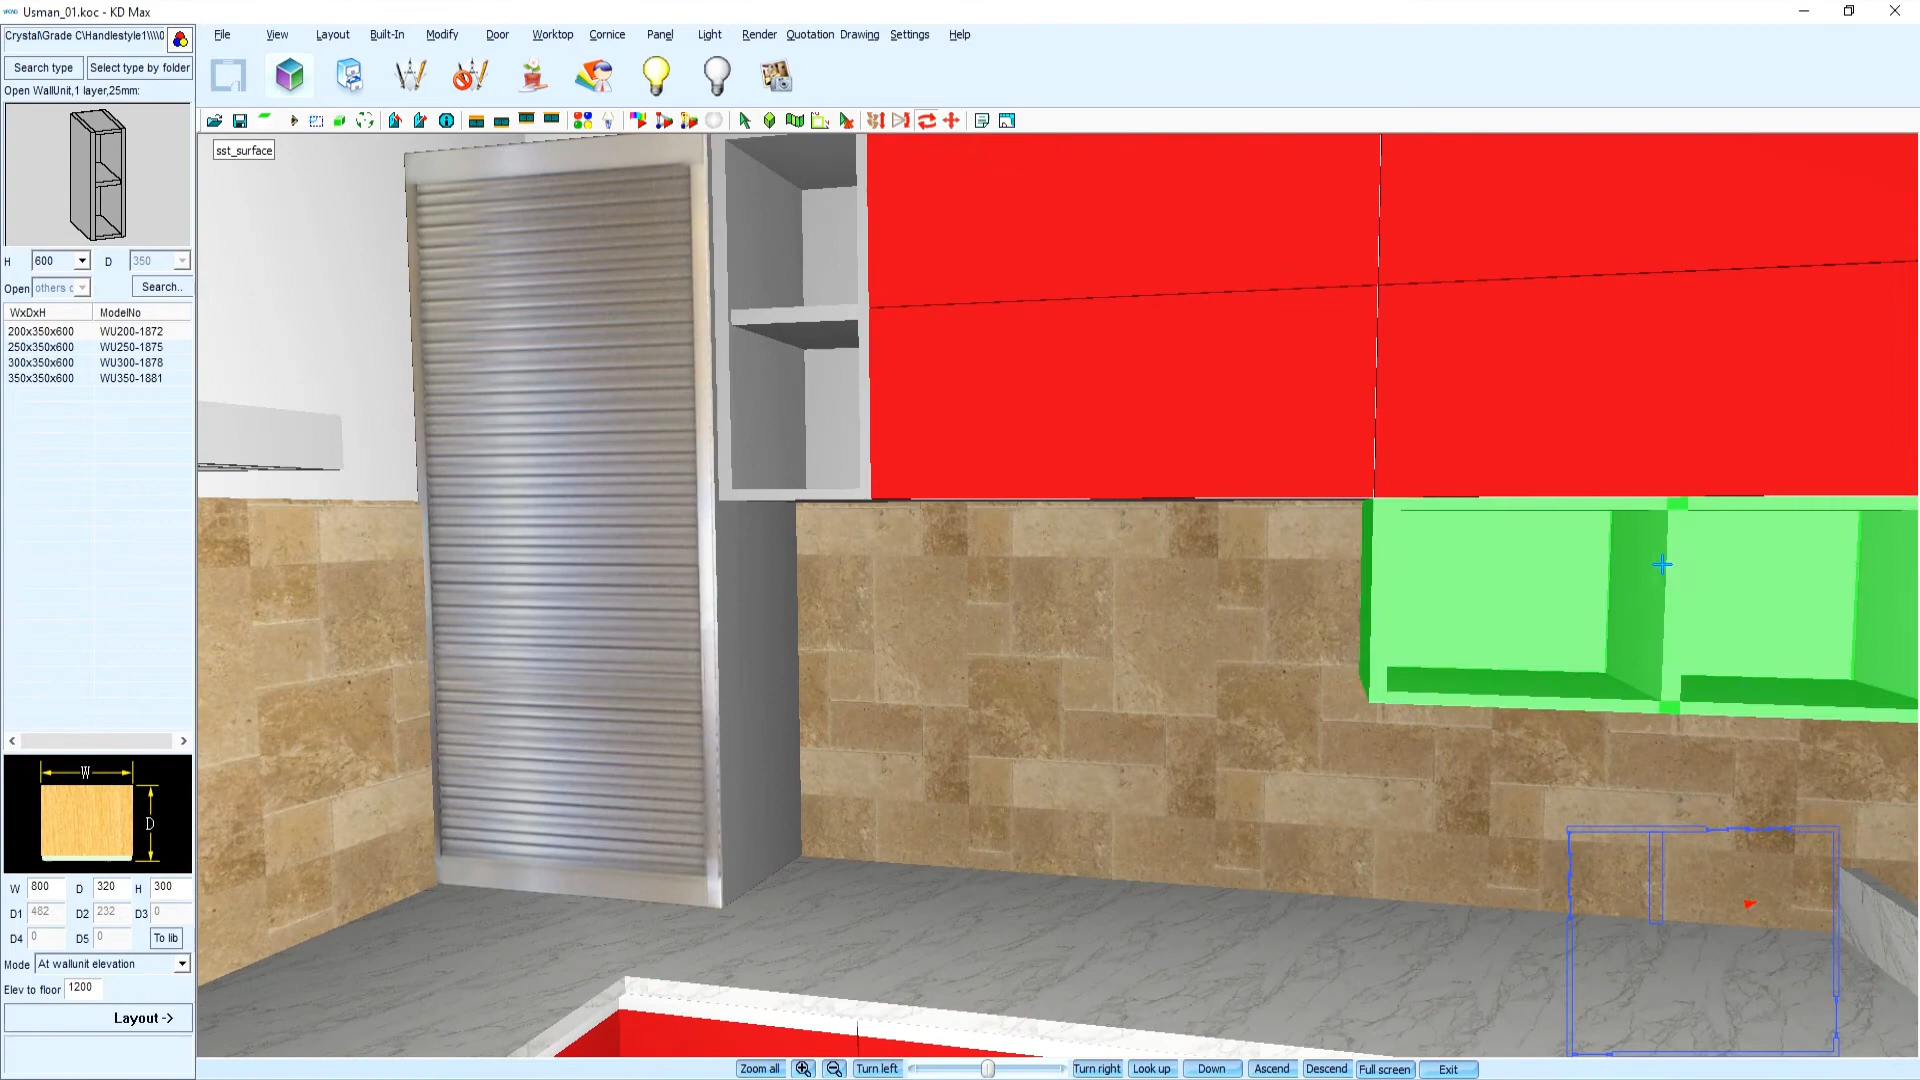 Usman_01.koc - KD Max
Crystal\Grade C\Handlestyle1\\\\0
File View Layout Built-In Modify Door Worktop Cornice Panel Light Render Quotation Drawing Settings Help
Search type Select type by folder
Open WallUnit,1 layer,25mm:
sst_surface
H 600 D 350
Open others c Search..
WxDxH ModelNo
200x350x600 WU200-1872
250x350x600 WU250-1875
300x350x600 WU300-1878
350x350x600 WU350-1881
W
D
W 800 D 320 H 300
D1 482 D2 232 D3 0
D4 0 D5 0 To lib
Mode At wallunit elevation
Elev to floor 1200
Layout ->
Zoom all Turn left Turn right Look up Down Ascend Descend Full screen Exit